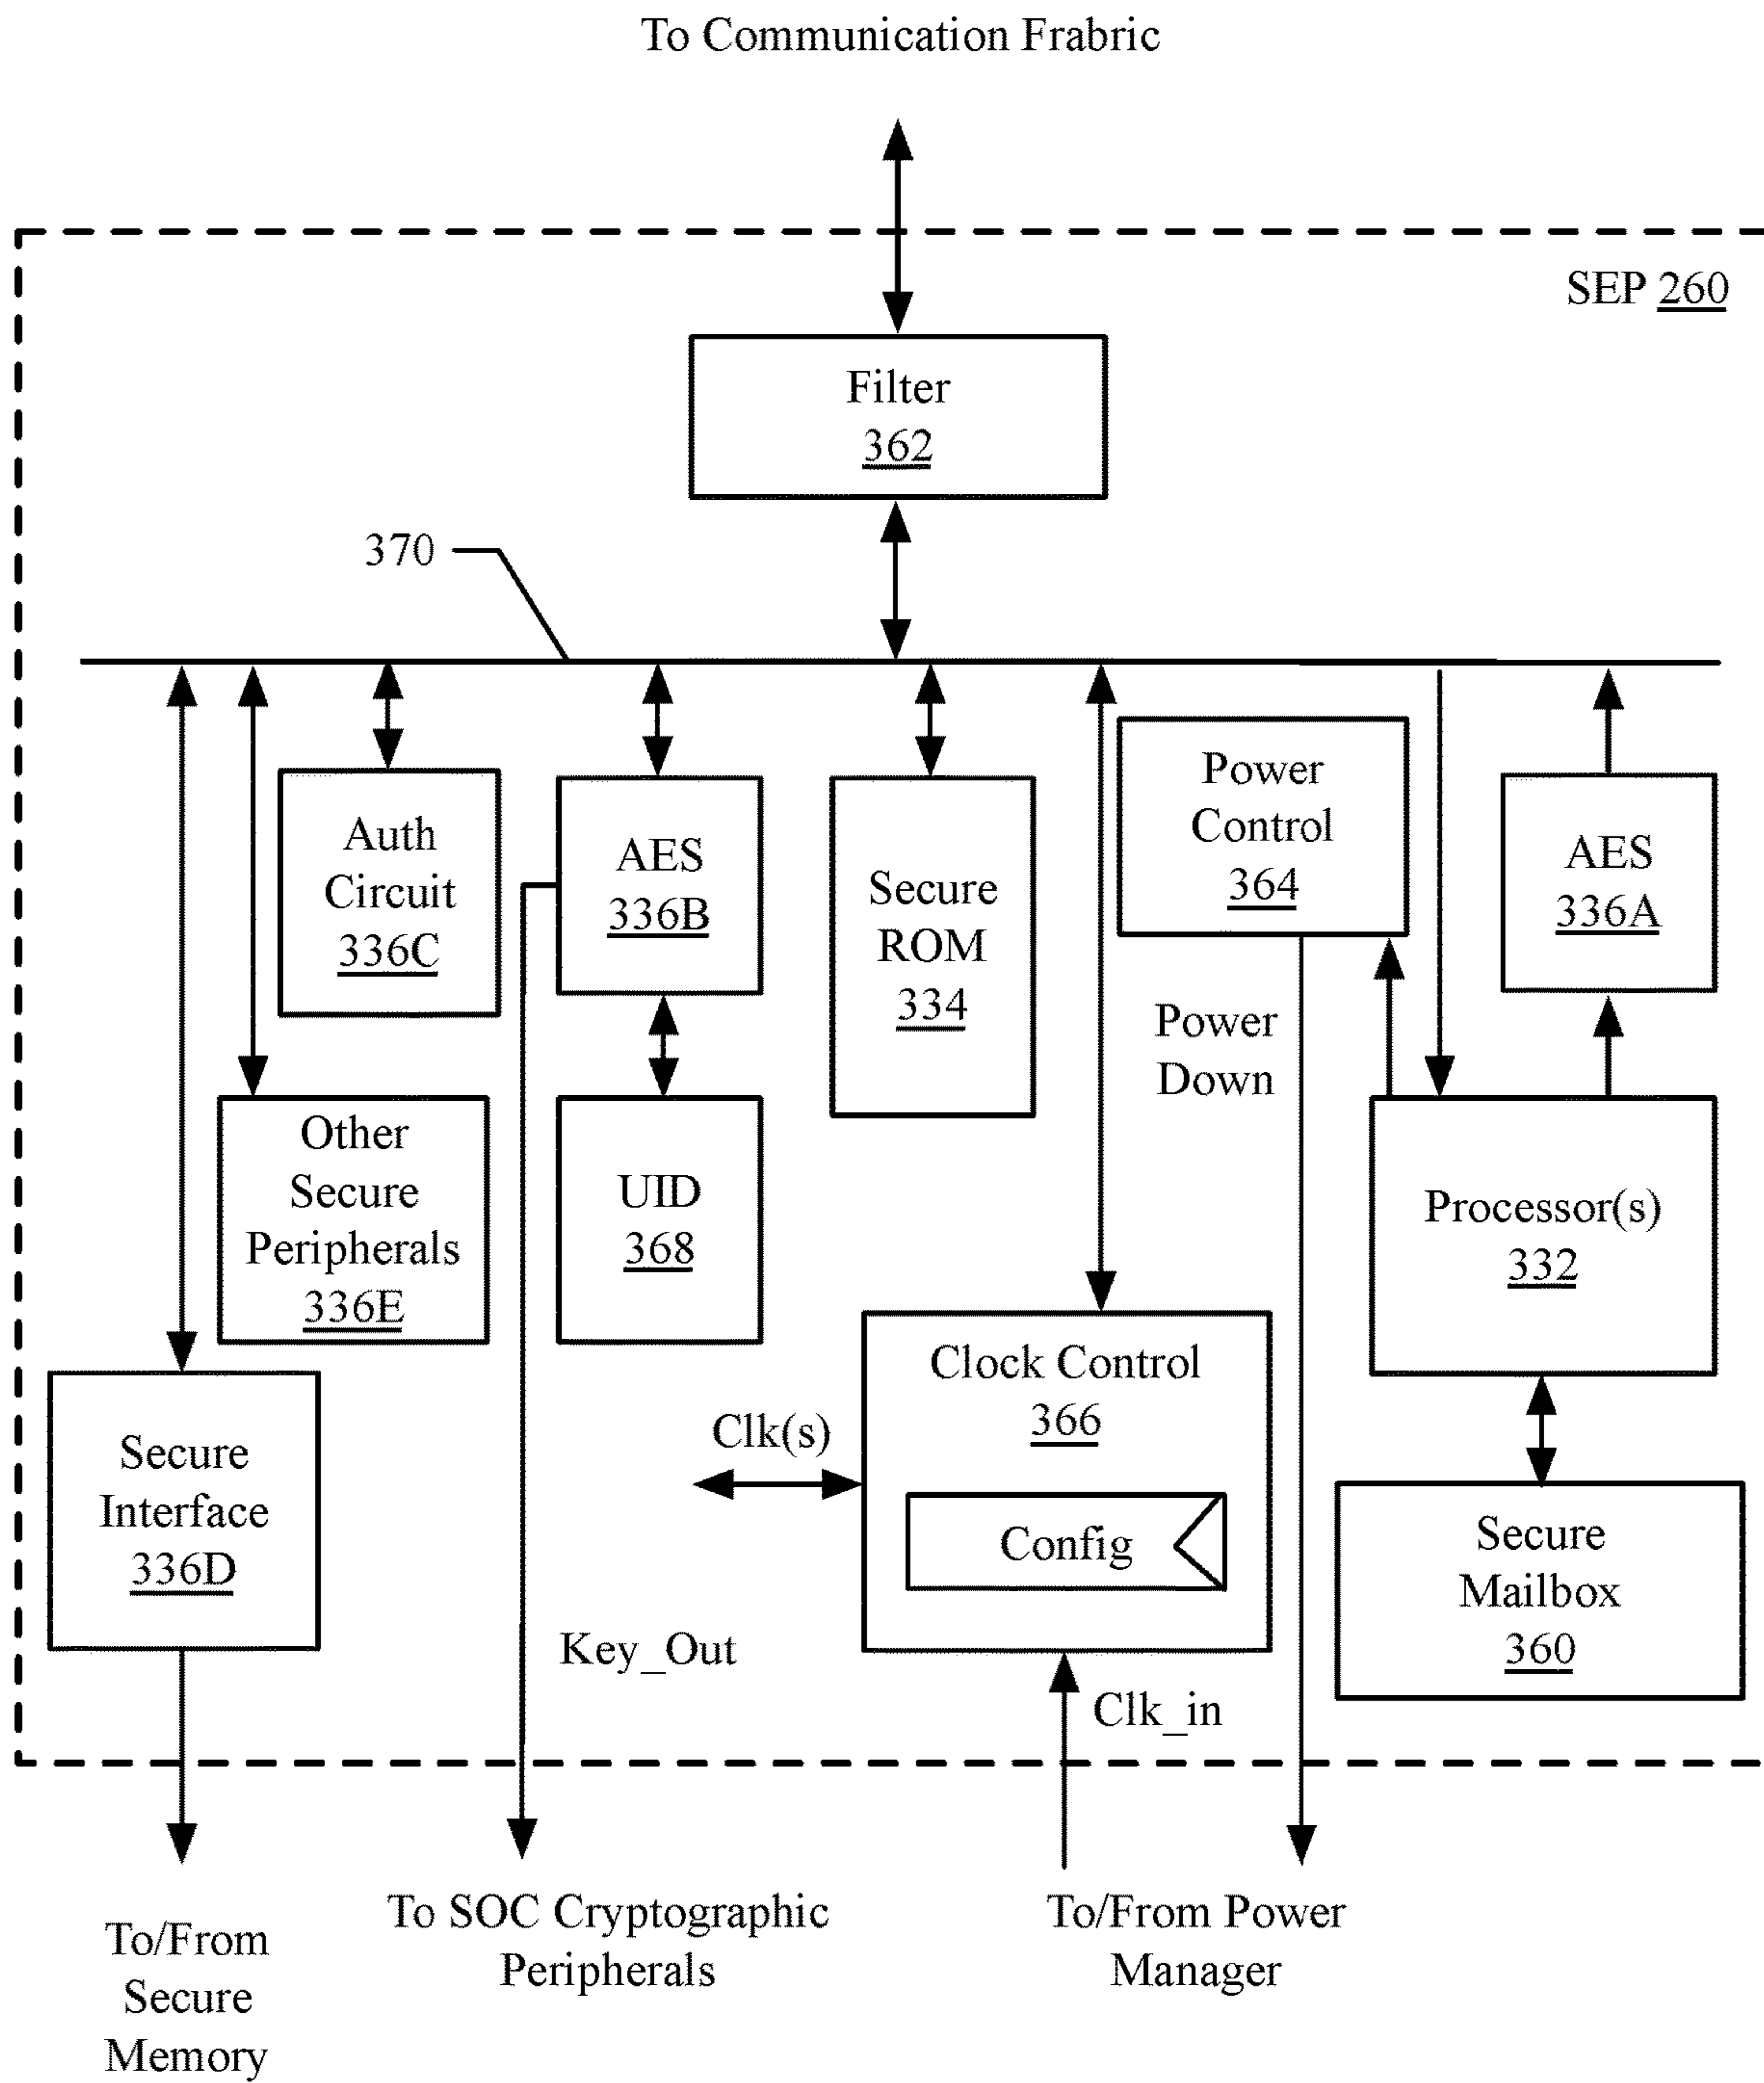 To Communication Frabric
SEP 260
Filter
362
370
Auth
Circuit
336C
AES
336B
Secure
ROM
334
Power
Control
364
AES
336A
Power
Down
Other
Secure
Peripherals
336E
UID
368
Processor(s)
332
Clock Control
366
Clk(s)
Config
Secure
Interface
336D
Secure
Mailbox
360
Key_Out
Clk_in
To/From
Secure
Memory
To SOC Cryptographic
Peripherals
To/From Power
Manager